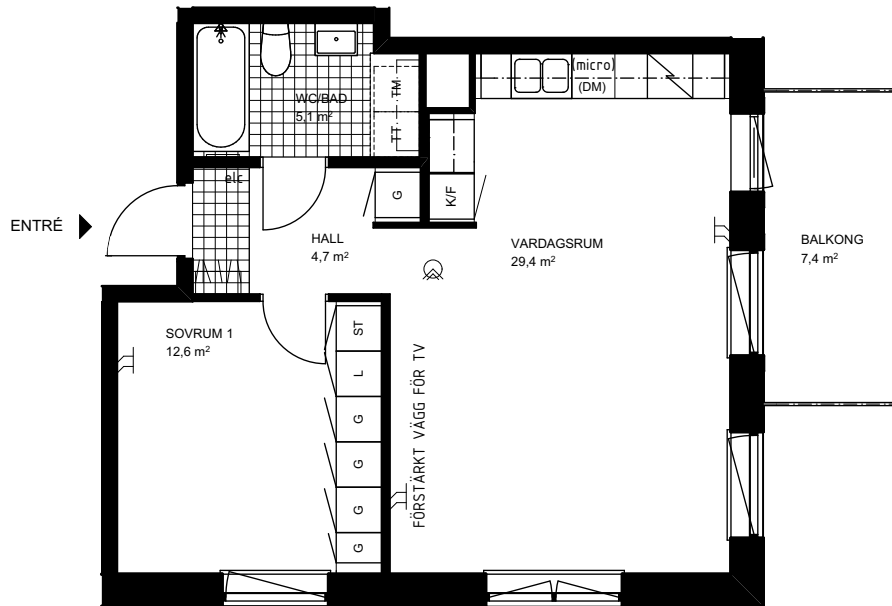 (micro)
(DM)
WC/BAD
5,1 m²
TM
TT
elc
G
K/F
ENTRÉ
HALL
4,7 m²
VARDAGSRUM
29,4 m²
BALKONG
7,4 m²
SOVRUM 1
12,6 m²
ST
L
G
G
G
G
FÖRSTÄRKT VÄGG FÖR TV